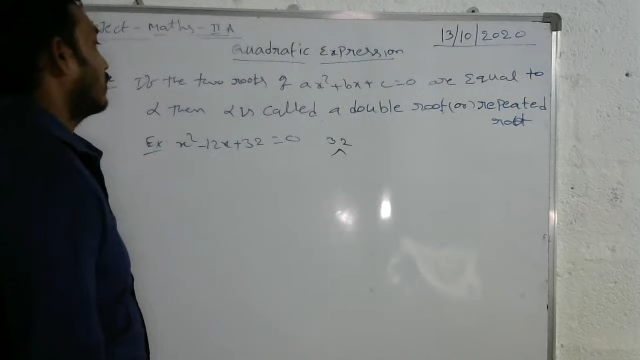 ject - Maths - II A
13/10/2020
Quadratic Expression
If the two roots of ax²+bx+c=0 are Equal to
α then α is called a double root (or) repeated
root
Ex x²-12x+32=0 32